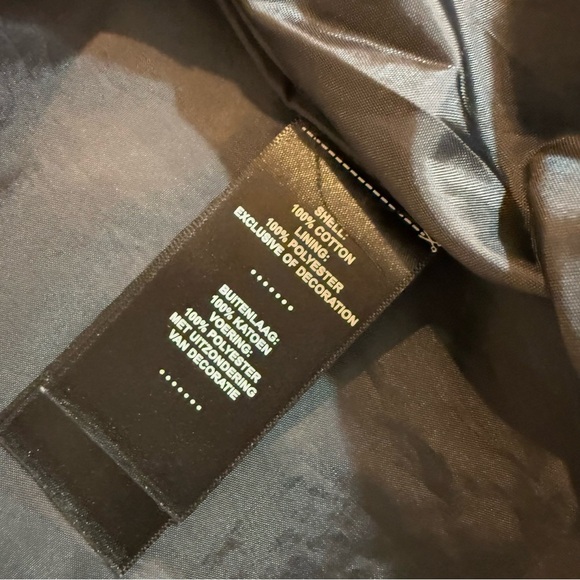 SHELL:
100% COTTON
LINING:
100% POLYESTER
EXCLUSIVE OF DECORATION
.......
BUITENLAAG:
100% KATOEN
VOERING:
100% POLYESTER
MET UITZONDERING
VAN DECORATIE
.......